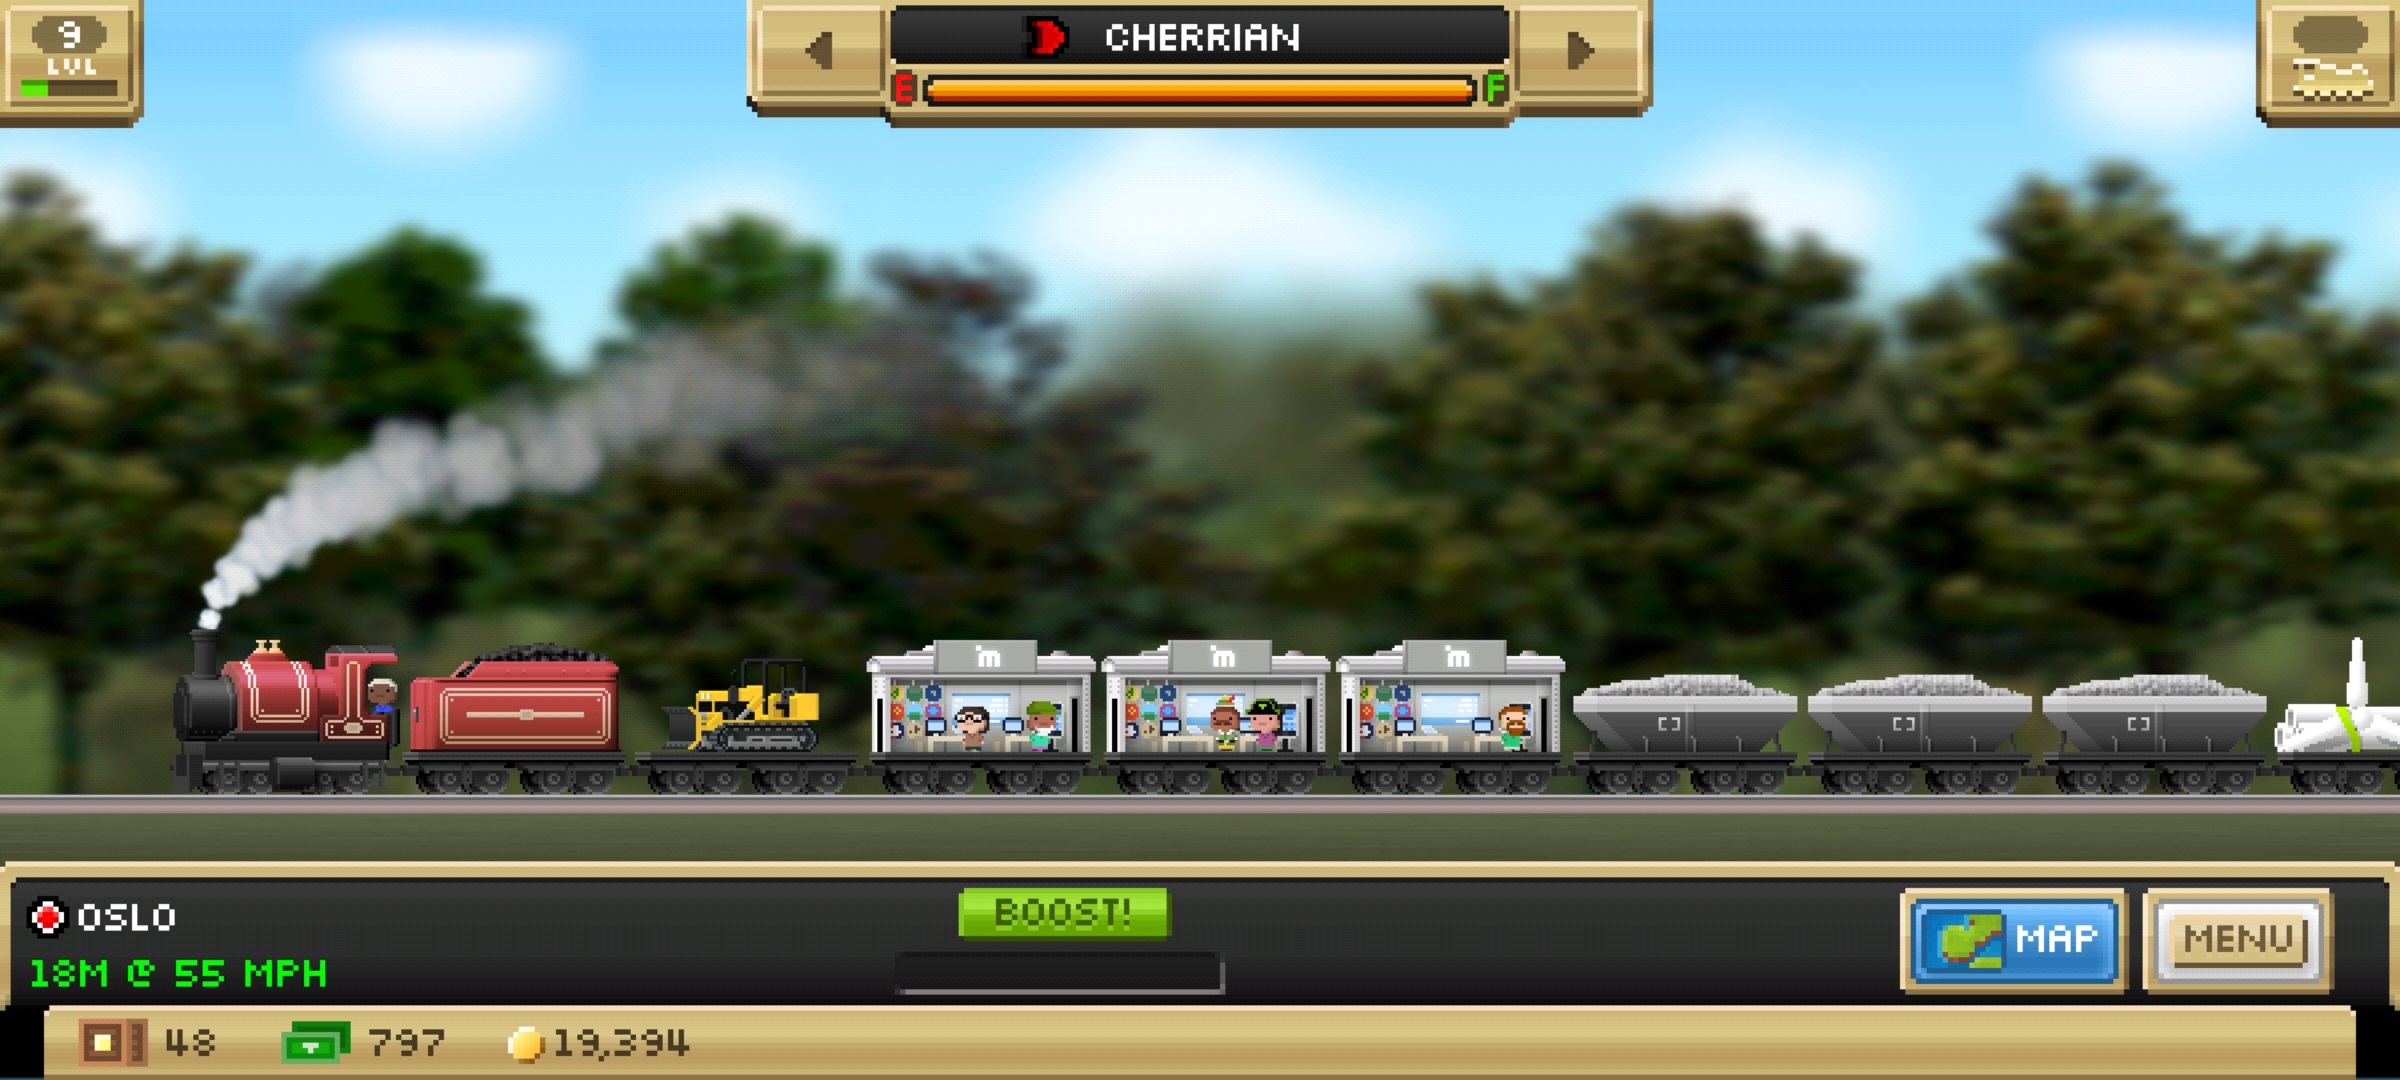 9
LVL
CHERRIAN
E F
m m m
OSLO
18M @ 55 MPH
BOOST!
MAP
MENU
48 797 19,394